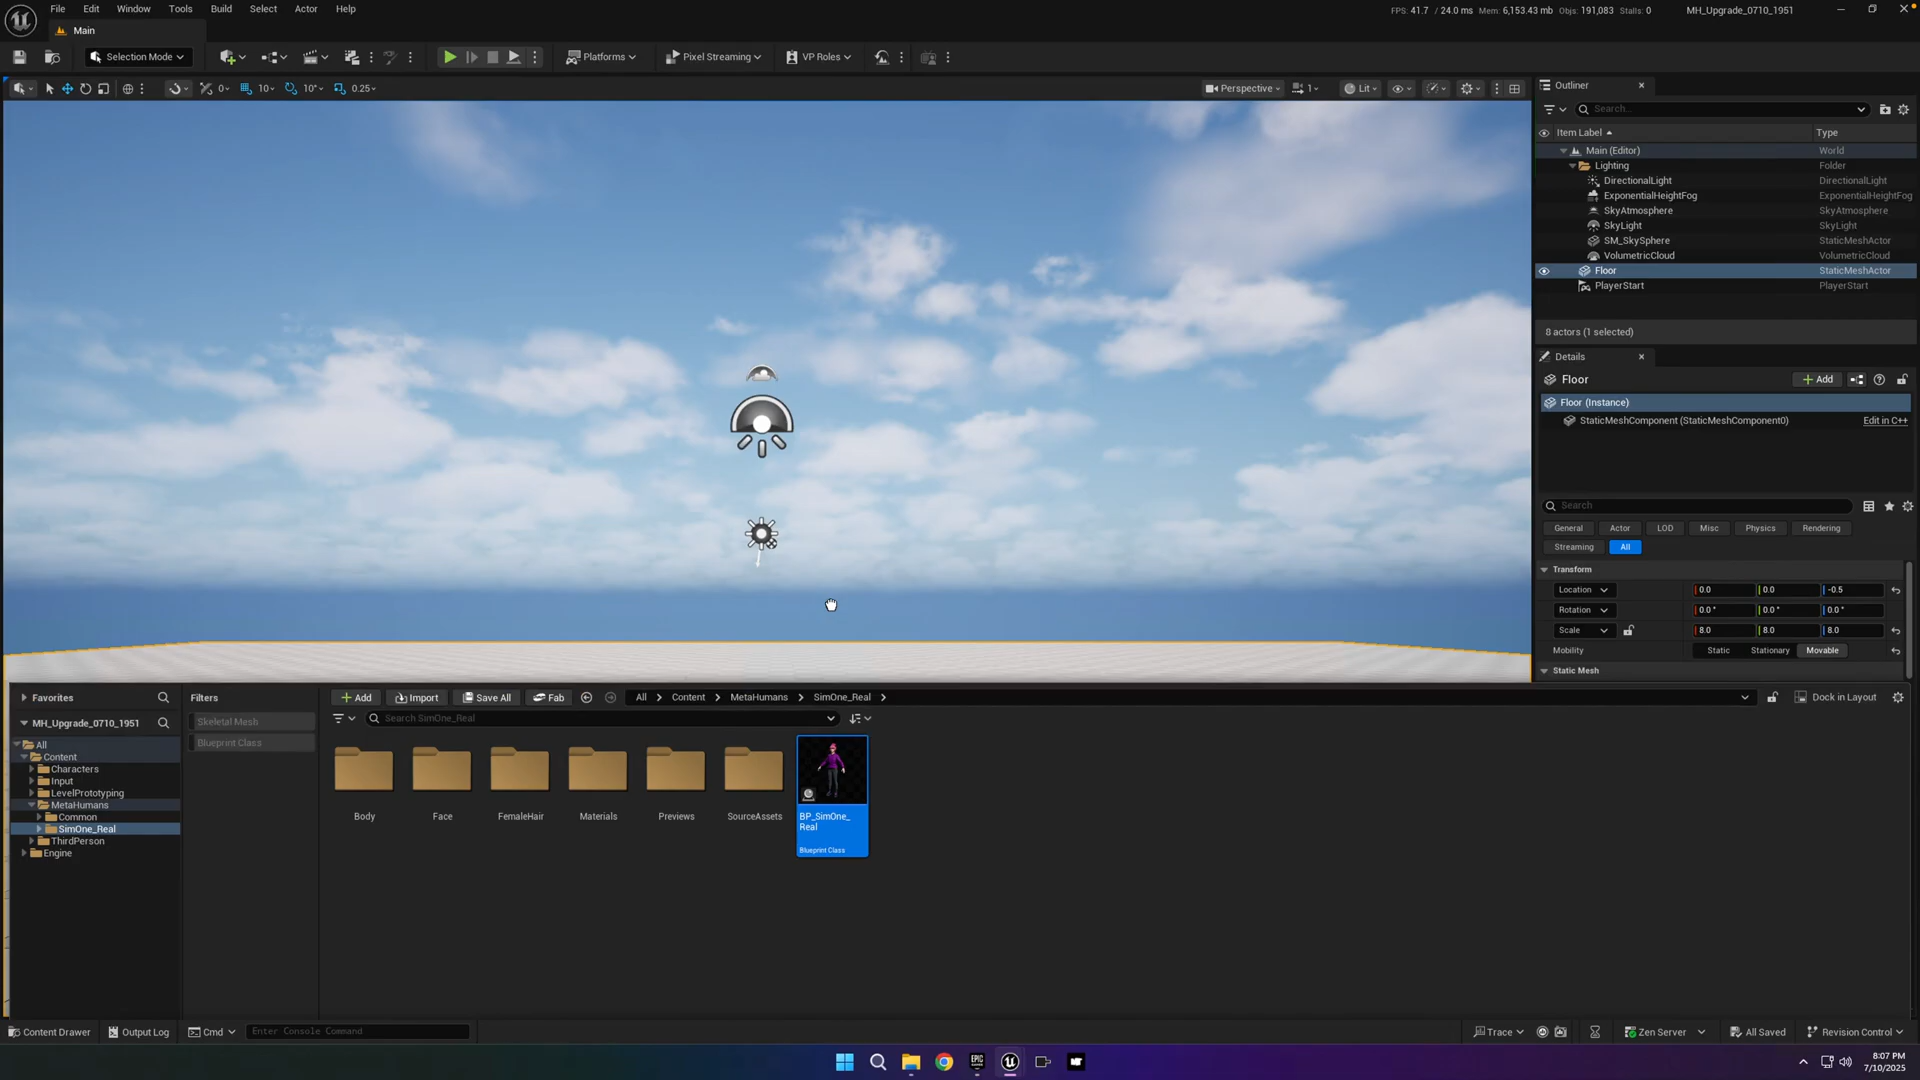 File Edit Window Tools Build Select Actor Help
FPS: 41.7 / 24.0 ms Mem: 6,153.43 mb Objs: 191,083 Stalls: 0 MH_Upgrade_0710_1951
Main
Selection Mode Platforms Pixel Streaming VP Roles
0 10 10° 0.25 Perspective 1 Lit
Outliner
Search...
Item Label Type
Main (Editor) World
Lighting Folder
DirectionalLight DirectionalLight
ExponentialHeightFog ExponentialHeightFog
SkyAtmosphere SkyAtmosphere
SkyLight SkyLight
SM_SkySphere StaticMeshActor
VolumetricCloud VolumetricCloud
Floor StaticMeshActor
PlayerStart PlayerStart
8 actors (1 selected)
Details
Floor Add
Floor (Instance)
StaticMeshComponent (StaticMeshComponent0) Edit in C++
Search
General Actor LOD Misc Physics Rendering
Streaming All
Transform
Location 0.0 0.0 -0.5
Rotation 0.0° 0.0° 0.0°
Scale 8.0 8.0 8.0
Mobility Static Stationary Movable
Static Mesh
Favorites
MH_Upgrade_0710_1951
All
Content
Characters
Input
LevelPrototyping
MetaHumans
Common
SimOne_Real
ThirdPerson
Engine
Filters
Skeletal Mesh
Blueprint Class
Add Import Save All Fab All Content MetaHumans SimOne_Real Dock in Layout
Search SimOne_Real
Body Face FemaleHair Materials Previews SourceAssets
BP_SimOne_
Real
Blueprint Class
Content Drawer Output Log Cmd Enter Console Command Trace Zen Server All Saved Revision Control
EPIC
GAMES
8:07 PM
7/10/2025